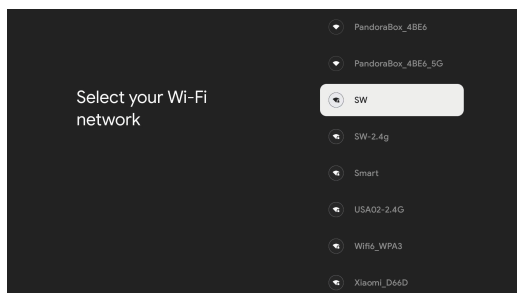 Select your Wi-Fi
network
PandoraBox_4BE6
PandoraBox_4BE6_5G
SW
SW-2.4g
Smart
USA02-2.4G
Wifi6_WPA3
Xiaomi_D66D